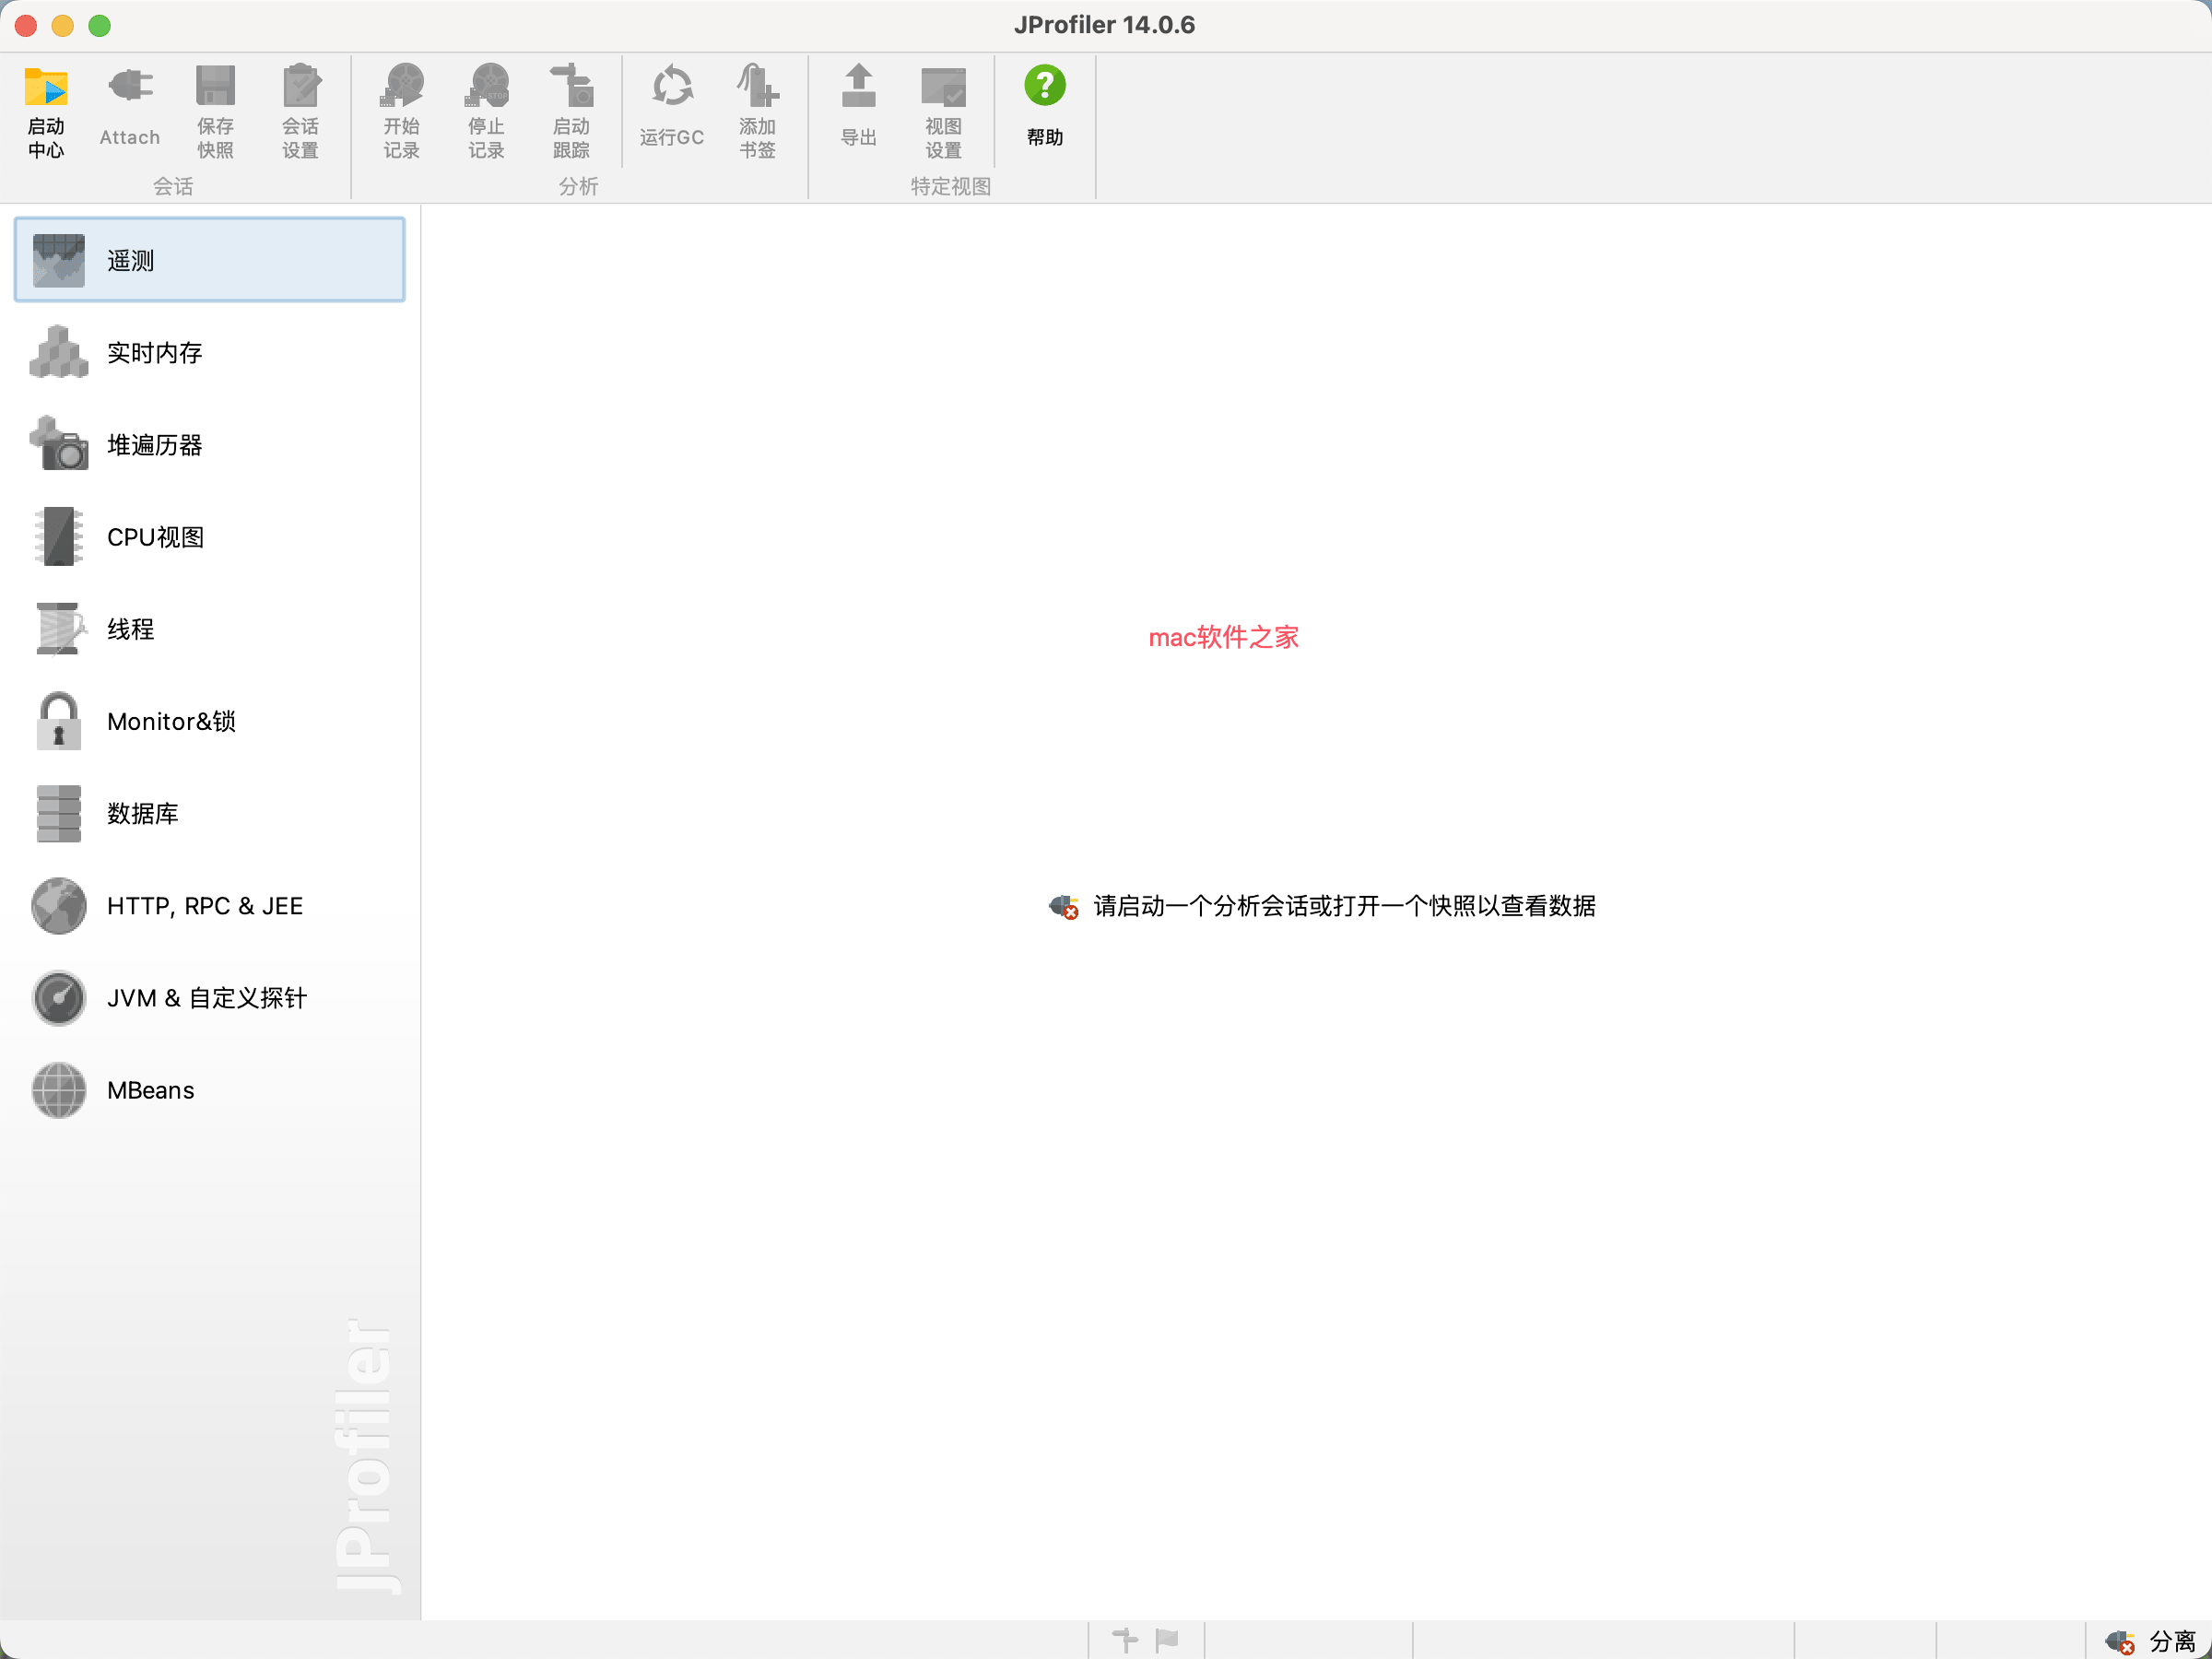 JProfiler 14.0.6
启动
中心
Attach
保存
快照
会话
设置
开始
记录
停止
记录
启动
跟踪
运行GC
添加
书签
导出
视图
设置
帮助
会话
分析
特定视图
遥测
实时内存
堆遍历器
CPU视图
线程
Monitor&锁
数据库
HTTP, RPC & JEE
JVM & 自定义探针
MBeans
mac软件之家
请启动一个分析会话或打开一个快照以查看数据
JProfiler
分离